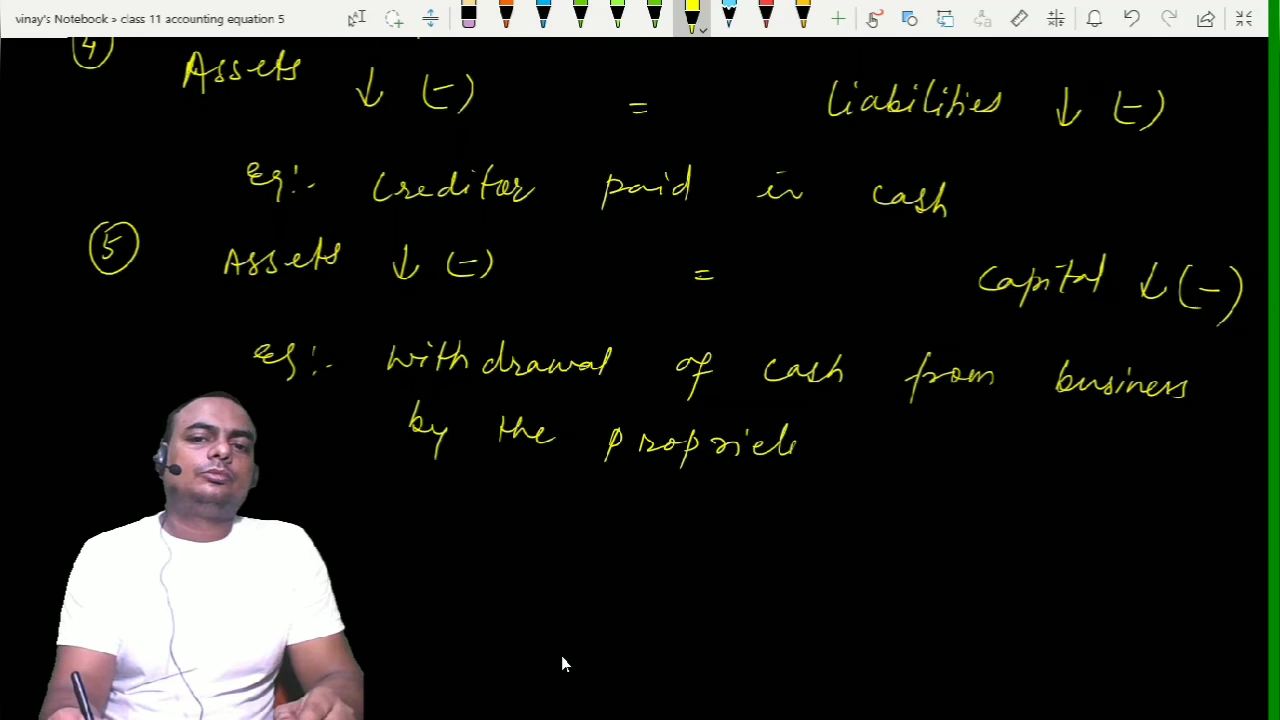 vinay's Notebook > class 11 accounting equation 5
4
Assets ↓ (-) = liabilities ↓ (-)
Eg:- Creditor paid in cash
5 Assets ↓ (-) = Capital ↓ (-)
Eg:- Withdrawal of cash from business
by the propriet